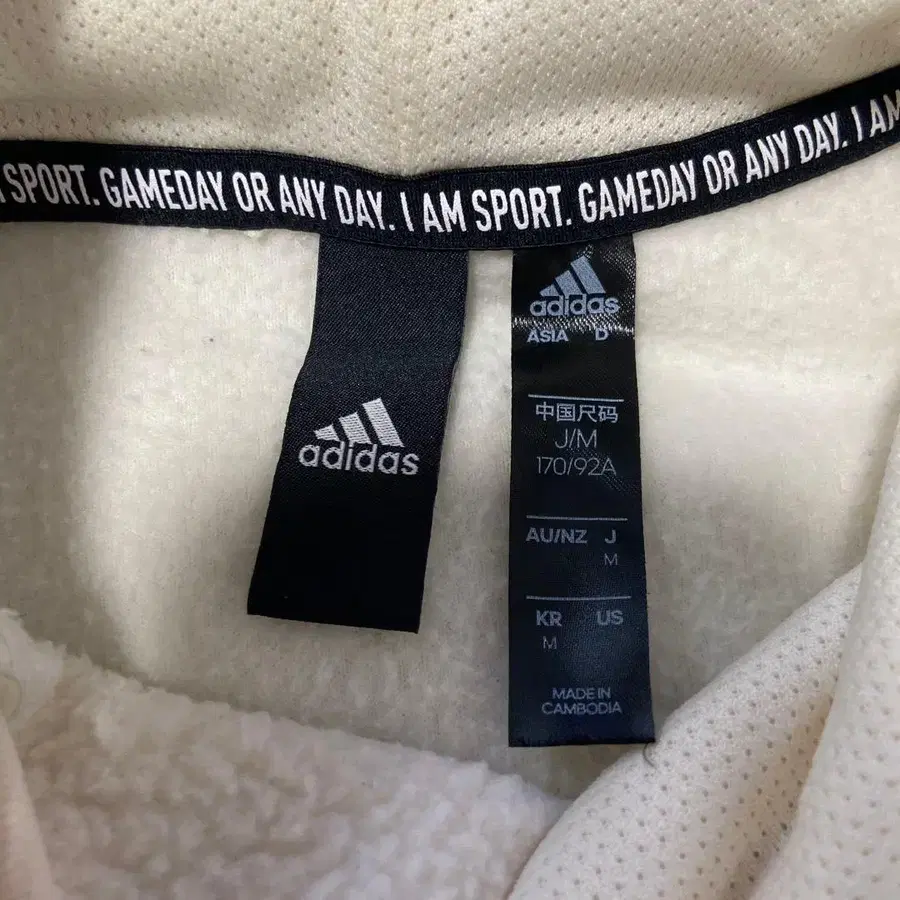 SPORT. GAMEDAY OR ANY DAY. I AM SPORT. GAMEDAY OR ANY DAY. I AM
adidas
adidas
ASIA D
中国尺码
J/M
170/92A
AU/NZ J
M
KR US
M
MADE IN
CAMBODIA